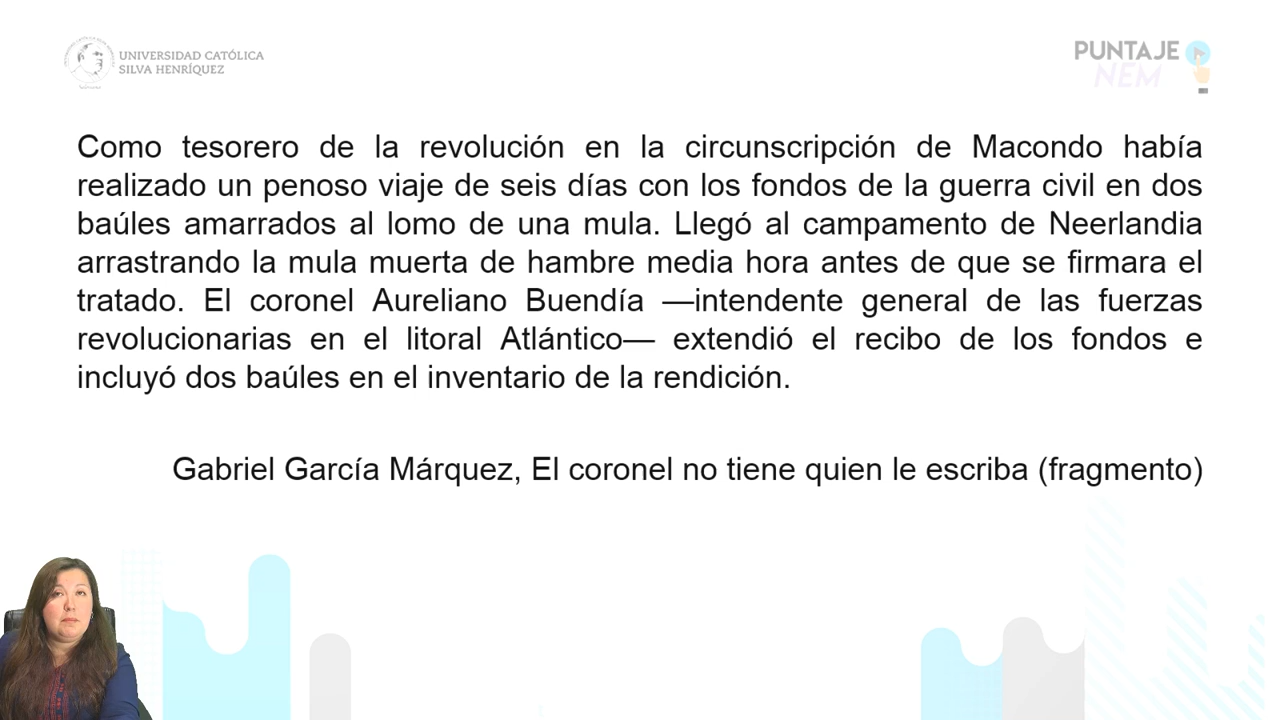 UNIVERSIDAD CATÓLICA
SILVA HENRÍQUEZ
PUNTAJE
NEM
Como tesorero de la revolución en la circunscripción de Macondo había
realizado un penoso viaje de seis días con los fondos de la guerra civil en dos
baúles amarrados al lomo de una mula. Llegó al campamento de Neerlandia
arrastrando la mula muerta de hambre media hora antes de que se firmara el
tratado. El coronel Aureliano Buendía —intendente general de las fuerzas
revolucionarias en el litoral Atlántico— extendió el recibo de los fondos e
incluyó dos baúles en el inventario de la rendición.
Gabriel García Márquez, El coronel no tiene quien le escriba (fragmento)